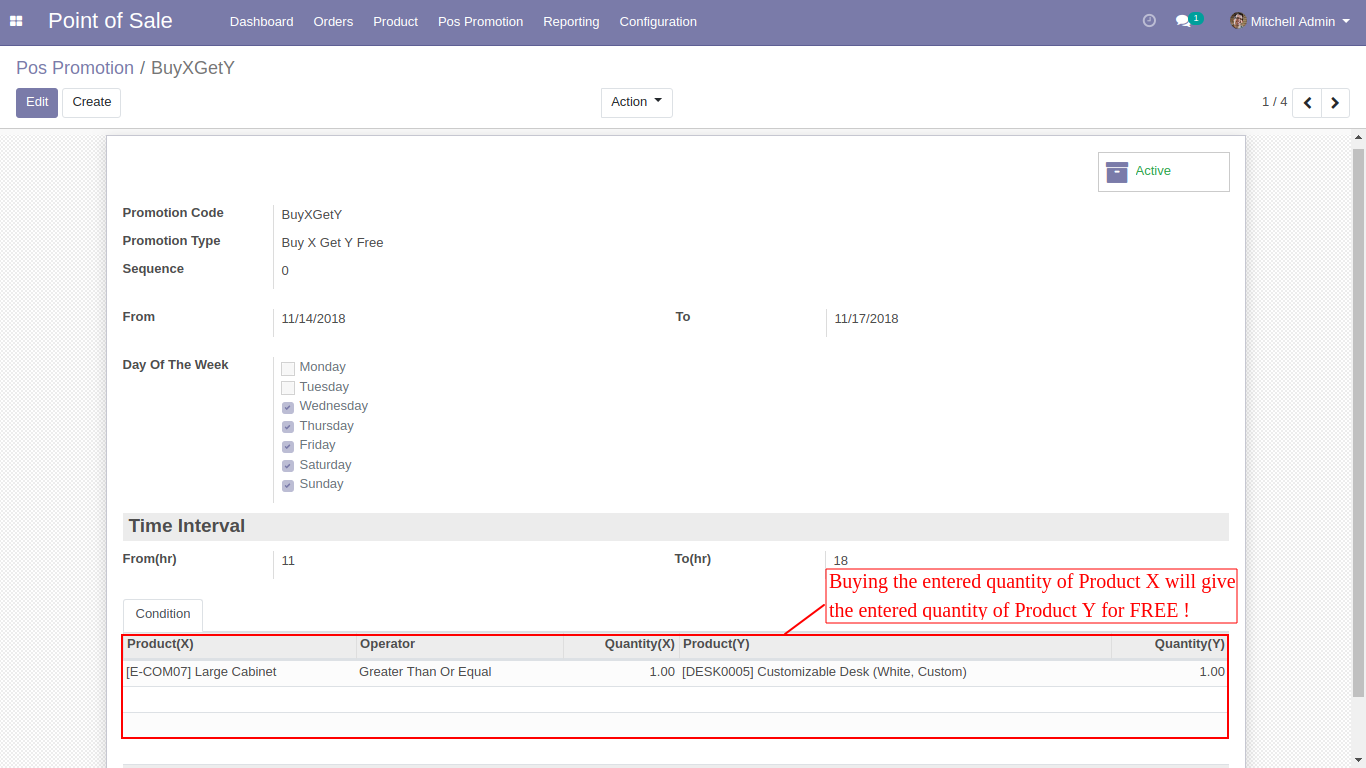 Point of Sale Dashboard Orders Product Pos Promotion Reporting Configuration 1 Mitchell Admin
Pos Promotion / BuyXGetY
Edit Create Action 1 / 4
Active
Promotion Code BuyXGetY
Promotion Type Buy X Get Y Free
Sequence 0
From 11/14/2018 To 11/17/2018
Day Of The Week Monday
Tuesday
Wednesday
Thursday
Friday
Saturday
Sunday
Time Interval
From(hr) 11 To(hr) 18
Buying the entered quantity of Product X will give
the entered quantity of Product Y for FREE !
Condition
Product(X) Operator Quantity(X) Product(Y) Quantity(Y)
[E-COM07] Large Cabinet Greater Than Or Equal 1.00 [DESK0005] Customizable Desk (White, Custom) 1.00